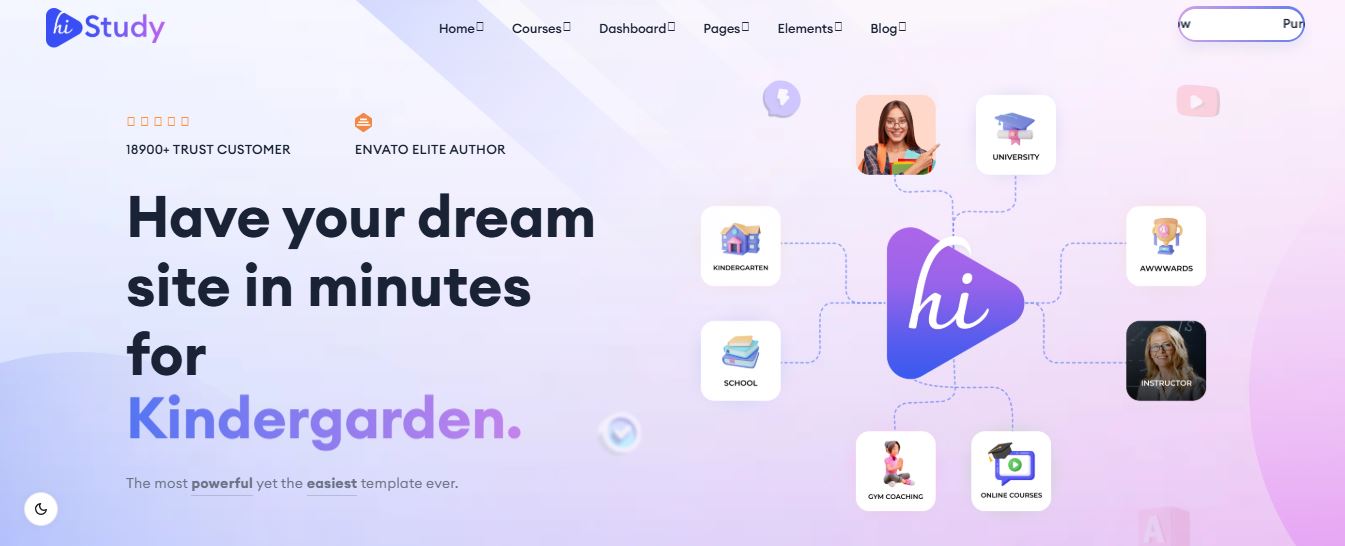 hi Study
Home Courses Dashboard Pages Elements Blog
18900+ TRUST CUSTOMER
ENVATO ELITE AUTHOR
Have your dream
site in minutes
for
Kindergarden.
The most powerful yet the easiest template ever.
UNIVERSITY
KINDERGARTEN
AWWWARDS
hi
SCHOOL
INSTRUCTOR
GYM COACHING
ONLINE COURSES